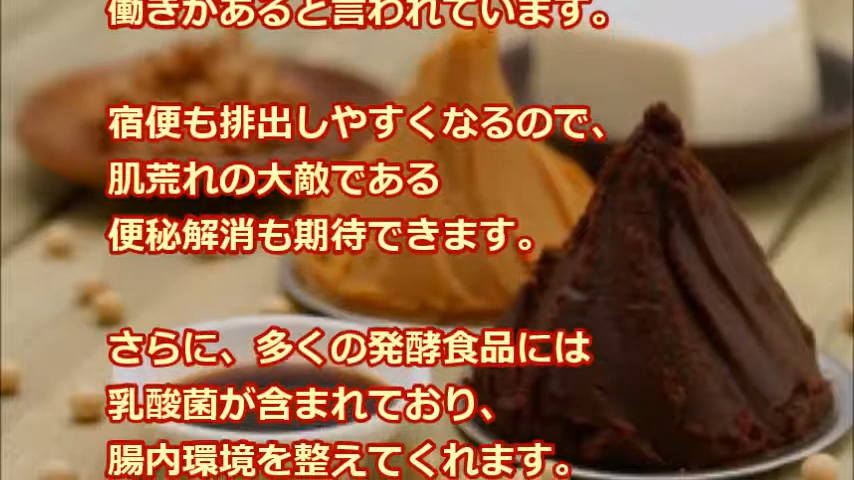 働きがあると言われています。
宿便も排出しやすくなるので、
肌荒れの大敵である
便秘解消も期待できます。
さらに、多くの発酵食品には
乳酸菌が含まれており、
腸内環境を整えてくれます。